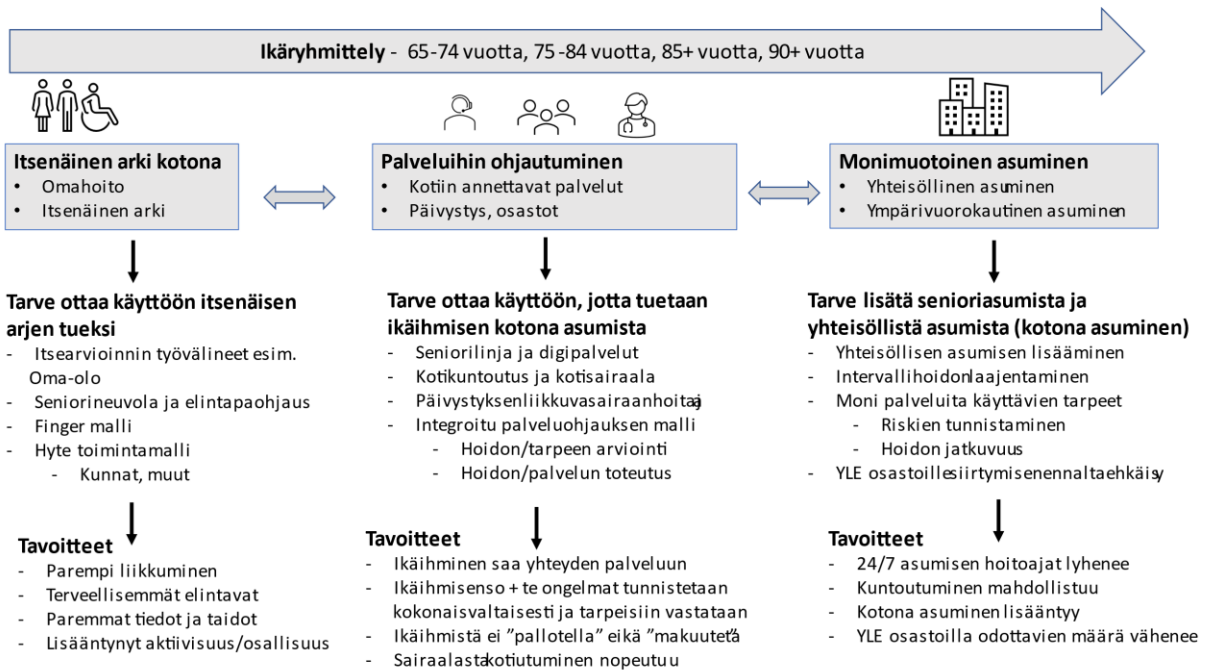 Ikäryhmittely - 65-74 vuotta, 75-84 vuotta, 85+ vuotta, 90+ vuotta
Itsenäinen arki kotona
• Omahoito
• Itsenäinen arki
Palveluihin ohjautuminen
• Kotiin annettavat palvelut
• Päivystys, osastot
Monimuotoinen asuminen
• Yhteisöllinen asuminen
• Ympärivuorokautinen asuminen
Tarve ottaa käyttöön itsenäisen
arjen tueksi
- Itsearvioinnin työvälineet esim.
Oma-olo
- Seniorineuvola ja elintapaohjaus
- Finger malli
- Hyte toimintamalli
- Kunnat, muut
Tarve ottaa käyttöön, jotta tuetaan
ikäihmisen kotona asumista
- Seniorilinja ja digipalvelut
- Kotikuntoutus ja kotisairaala
- Päivystyksenliikkuvasairaanhoitaja
- Integroitu palveluohjauksen malli
- Hoidon/tarpeen arviointi
- Hoidon/palvelun toteutus
Tarve lisätä senioriasumista ja
yhteisöllistä asumista (kotona asuminen)
- Yhteisöllisen asumisen lisääminen
- Intervallihoidonlaajentaminen
- Moni palveluita käyttävien tarpeet
- Riskien tunnistaminen
- Hoidon jatkuvuus
- YLE osastoillesiirtymisenennaltaehkäisy
Tavoitteet
- Parempi liikkuminen
- Terveellisemmät elintavat
- Paremmat tiedot ja taidot
- Lisääntynyt aktiivisuus/osallisuus
Tavoitteet
- Ikäihminen saa yhteyden palveluun
- Ikäihmisenso + te ongelmat tunnistetaan
kokonaisvaltaisesti ja tarpeisiin vastataan
- Ikäihmistä ei ”pallotella” eikä ”makuuteta”
- Sairaalastakotiutuminen nopeutuu
Tavoitteet
- 24/7 asumisen hoitoajat lyhenee
- Kuntoutuminen mahdollistuu
- Kotona asuminen lisääntyy
- YLE osastoilla odottavien määrä vähenee